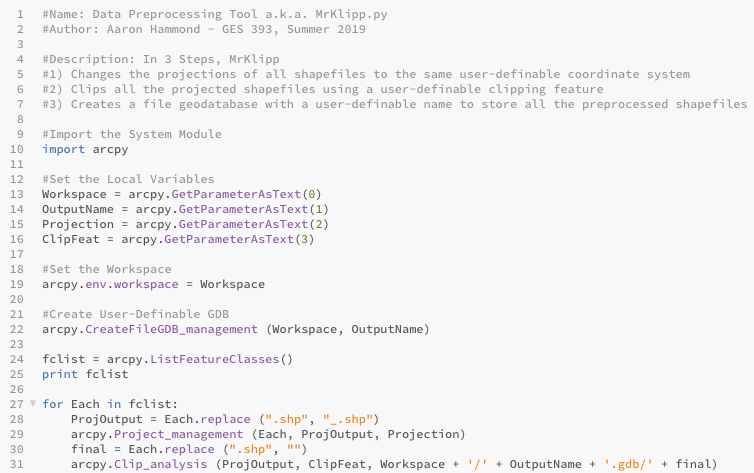 1 #Name: Data Preprocessing Tool a.k.a. MrKlipp.py
2 #Author: Aaron Hammond - GES 393, Summer 2019
3
4 #Description: In 3 Steps, MrKlipp
5 #1) Changes the projections of all shapefiles to the same user-definable coordinate system
6 #2) Clips all the projected shapefiles using a user-definable clipping feature
7 #3) Creates a file geodatabase with a user-definable name to store all the preprocessed shapefiles
8
9 #Import the System Module
10 import arcpy
11
12 #Set the Local Variables
13 Workspace = arcpy.GetParameterAsText(0)
14 OutputName = arcpy.GetParameterAsText(1)
15 Projection = arcpy.GetParameterAsText(2)
16 ClipFeat = arcpy.GetParameterAsText(3)
17
18 #Set the Workspace
19 arcpy.env.workspace = Workspace
20
21 #Create User-Definable GDB
22 arcpy.CreateFileGDB_management (Workspace, OutputName)
23
24 fclist = arcpy.ListFeatureClasses()
25 print fclist
26
27 for Each in fclist:
28     ProjOutput = Each.replace (".shp", "_.shp")
29     arcpy.Project_management (Each, ProjOutput, Projection)
30     final = Each.replace (".shp", "")
31     arcpy.Clip_analysis (ProjOutput, ClipFeat, Workspace + '/' + OutputName + '.gdb/' + final)